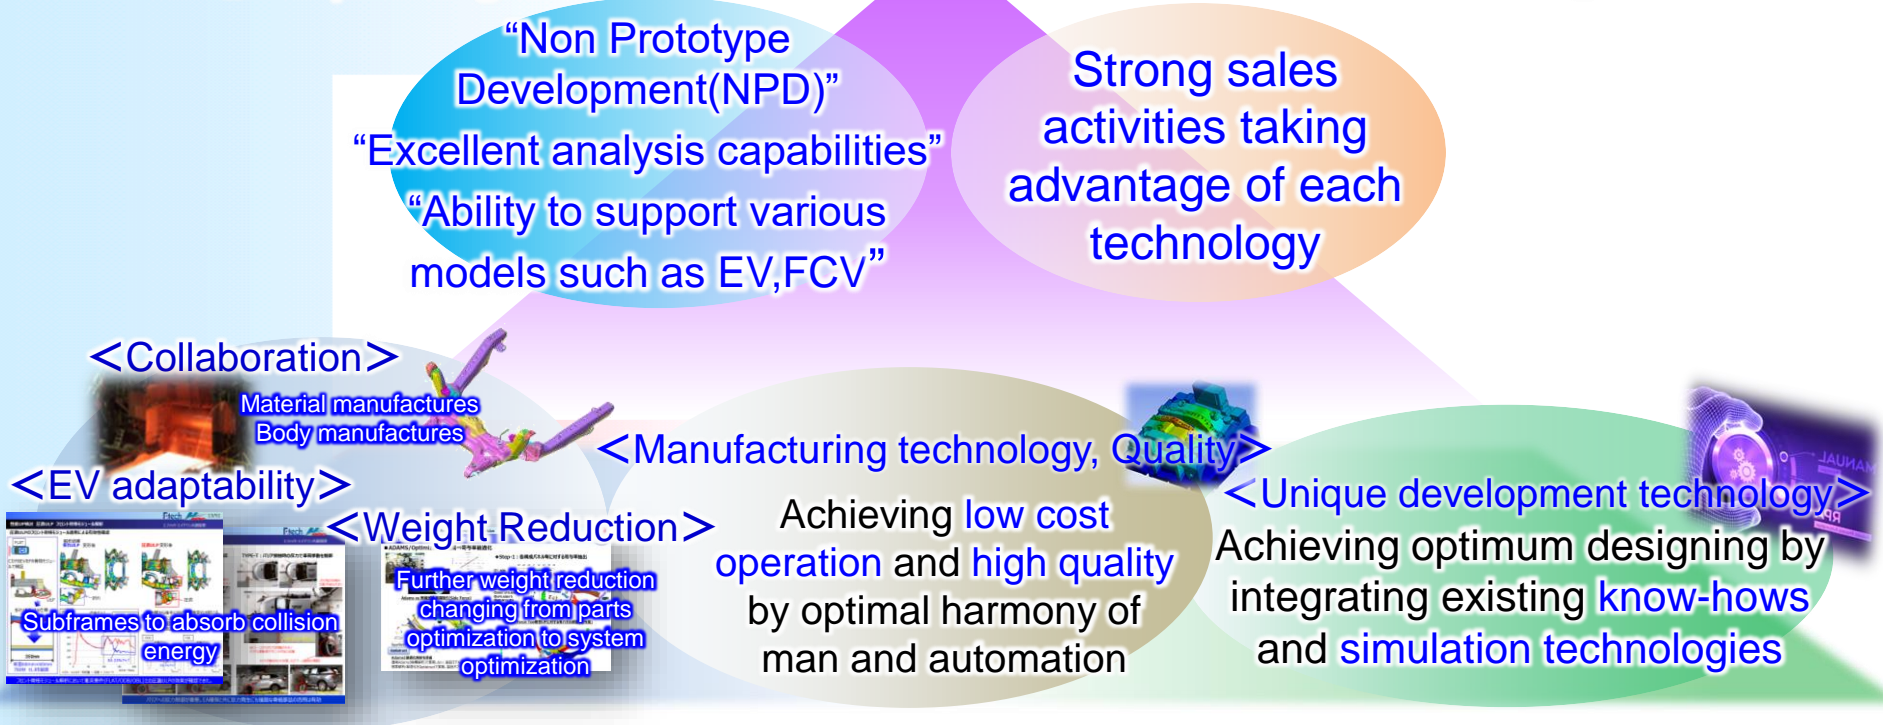 “Non Prototype
Development(NPD)”
“Excellent analysis capabilities”
“Ability to support various
models such as EV,FCV”
Strong sales
activities taking
advantage of each
technology
＜Collaboration＞
Material manufactures
Body manufactures
＜EV adaptability＞
Subframes to absorb collision
energy
＜Weight Reduction＞
Further weight reduction
changing from parts
optimization to system
optimization
＜Manufacturing technology, Quality＞
Achieving low cost
operation and high quality
by optimal harmony of
man and automation
＜Unique development technology＞
Achieving optimum designing by
integrating existing know-hows
and simulation technologies
MANUAL